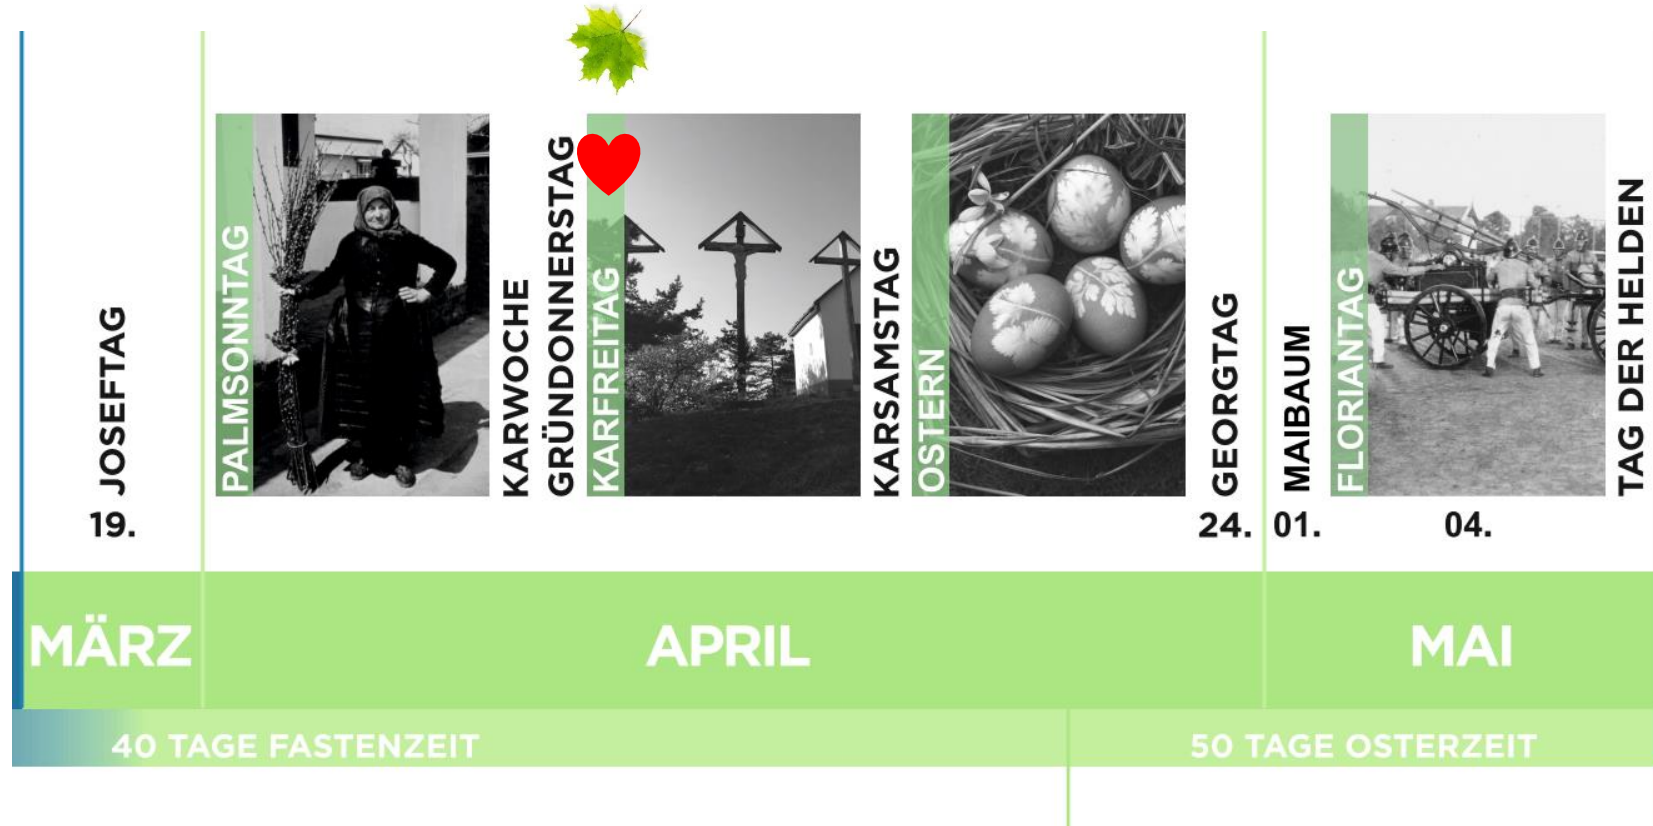 JOSEFTAG
19.
PALMSONNTAG
KARWOCHE
GRÜNDONNERSTAG
KARFREITAG
KARSAMSTAG
OSTERN
GEORGTAG
24.
MAIBAUM
01.
FLORIANTAG
04.
TAG DER HELDEN
MÄRZ
APRIL
MAI
40 TAGE FASTENZEIT
50 TAGE OSTERZEIT